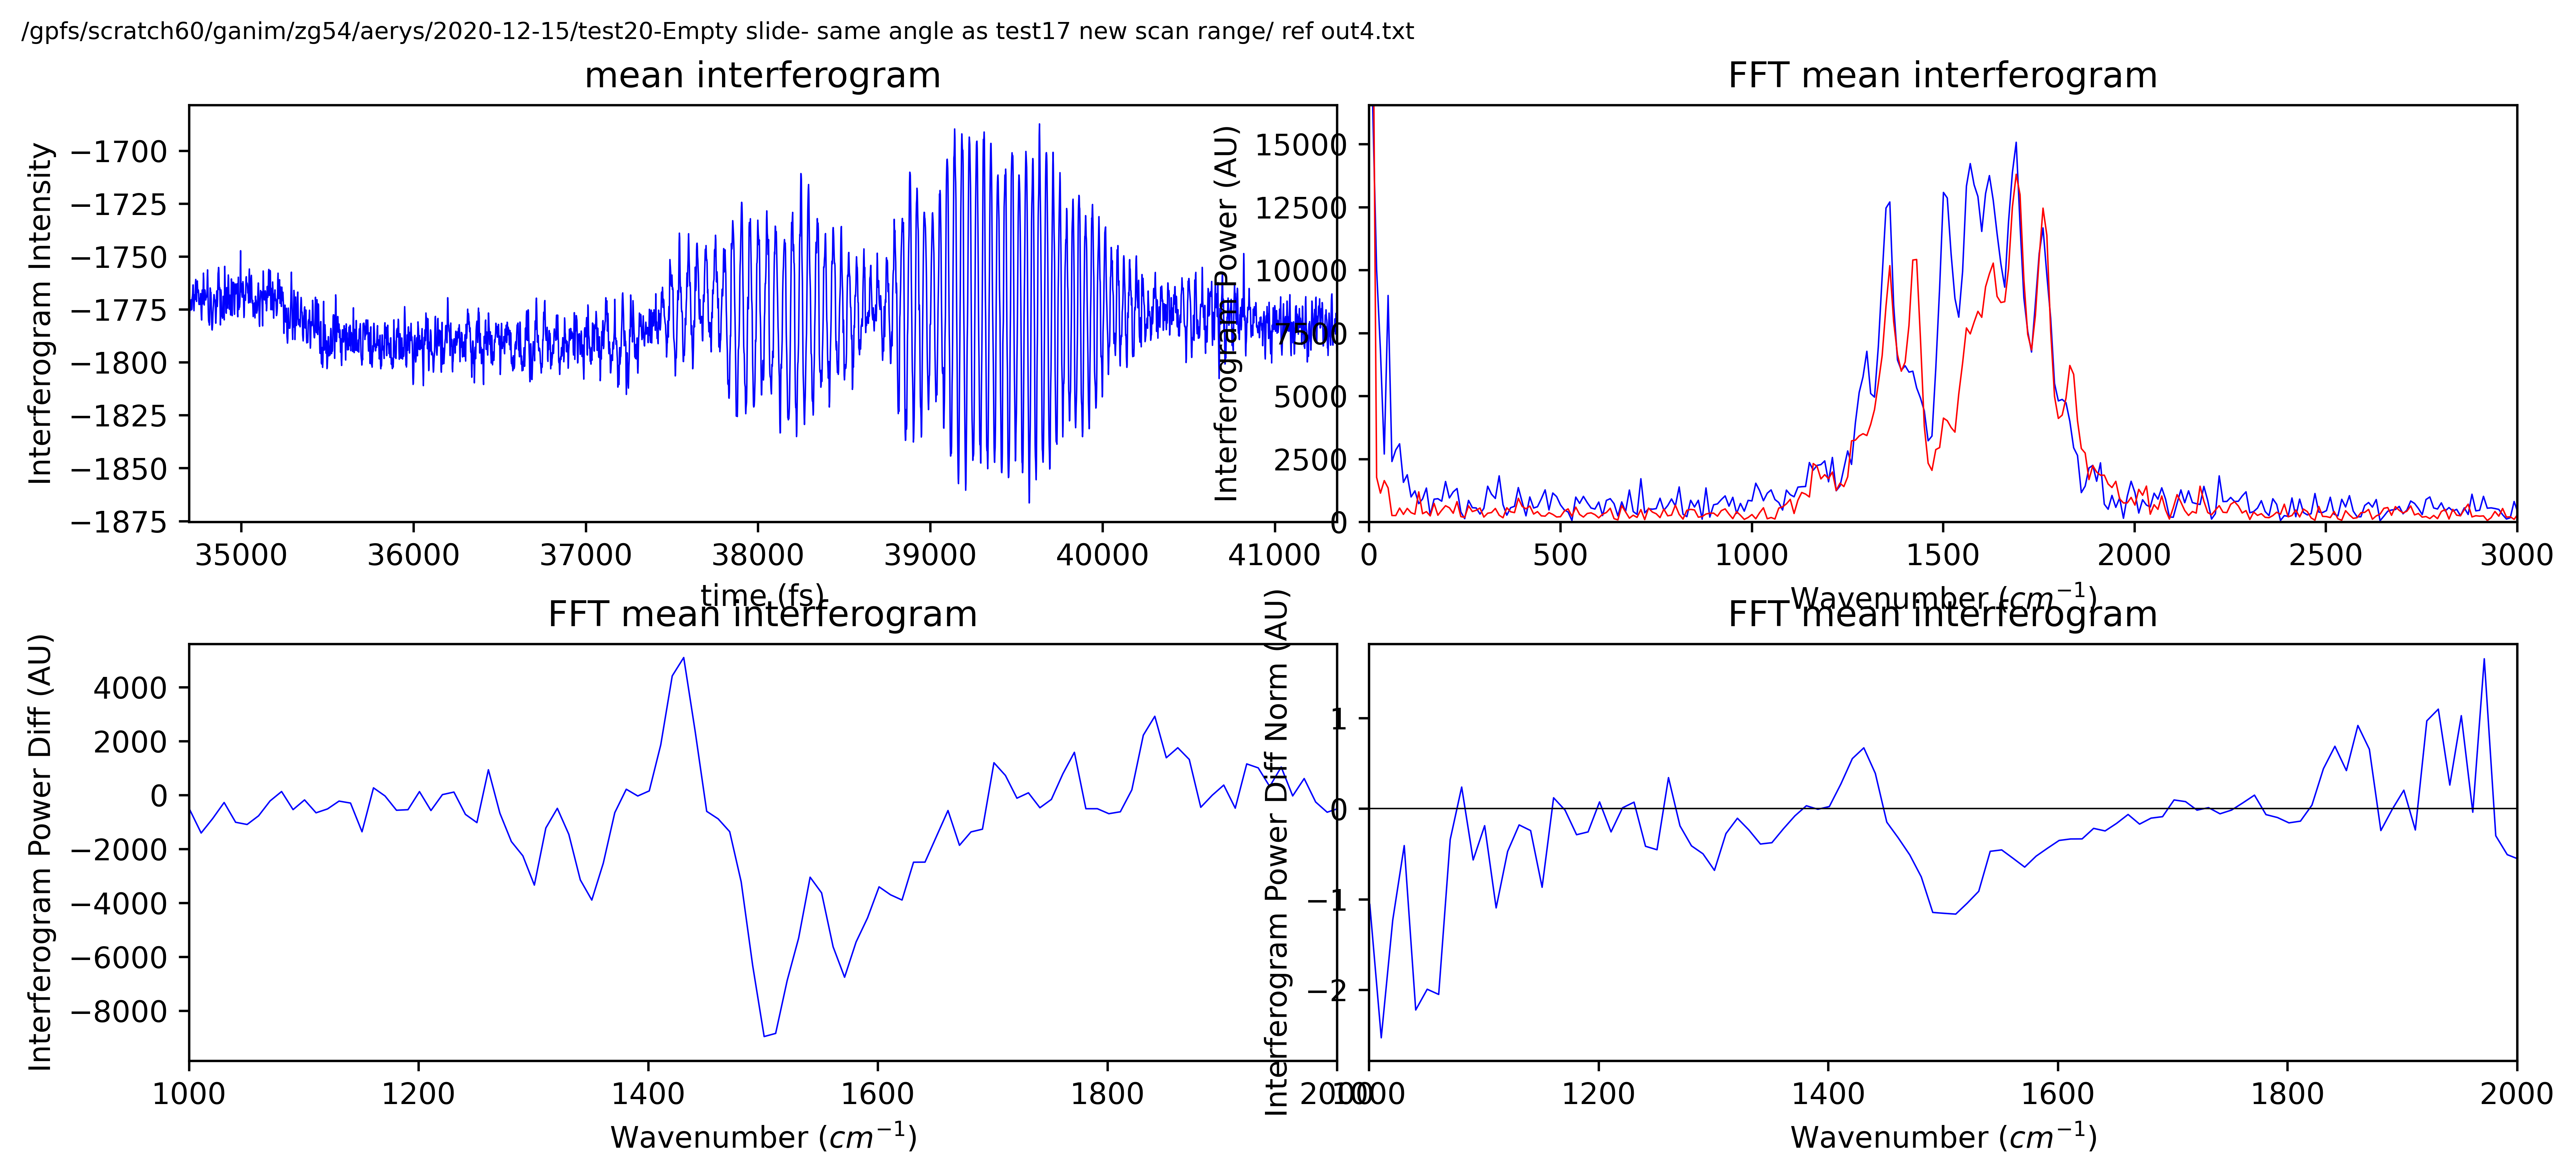 /gpfs/scratch60/ganim/zg54/aerys/2020-12-15/test20-Empty slide- same angle as test17 new scan range/ ref out4.txt
mean interferogram
Interferogram Intensity
−1700
−1725
−1750
−1775
−1800
−1825
−1850
−1875
35000 36000 37000 38000 39000 40000 41000
time (fs)
FFT mean interferogram
Interferogram Power (AU)
15000
12500
10000
7500
5000
2500
0
0 500 1000 1500 2000 2500 3000
Wavenumber (cm⁻¹)
FFT mean interferogram
Interferogram Power Diff (AU)
4000
2000
0
−2000
−4000
−6000
−8000
1000 1200 1400 1600 1800 2000
Wavenumber (cm⁻¹)
FFT mean interferogram
Interferogram Power Diff Norm (AU)
1
0
−1
−2
1000 1200 1400 1600 1800 2000
Wavenumber (cm⁻¹)